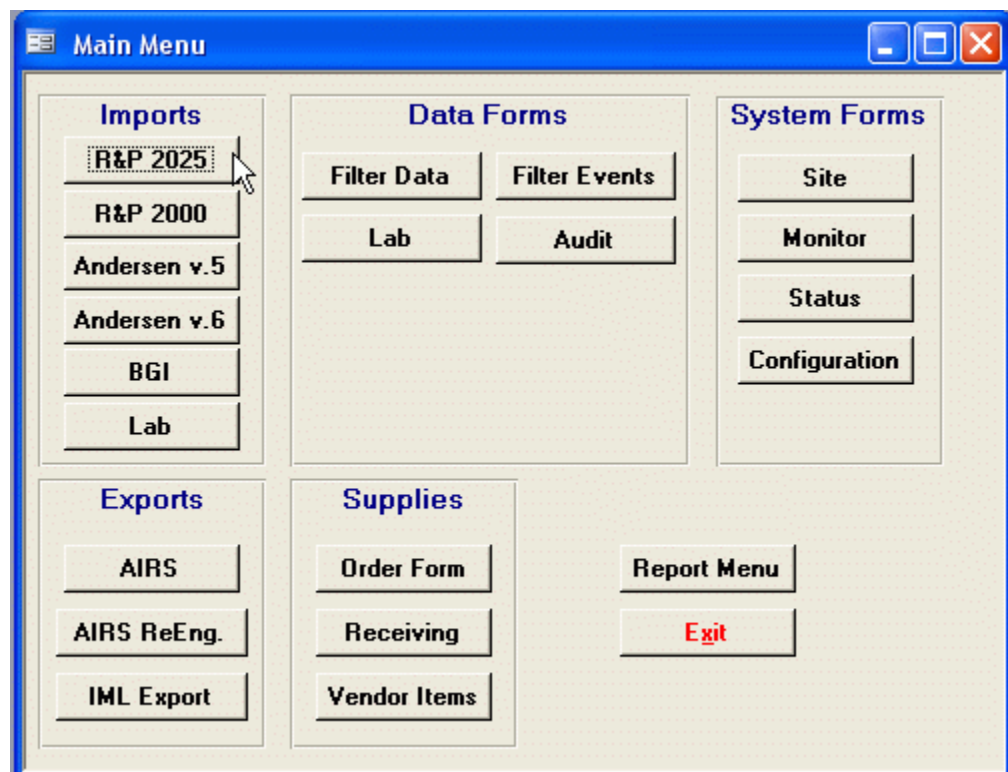 Main Menu
Imports
R&P 2025
R&P 2000
Andersen v.5
Andersen v.6
BGI
Lab
Data Forms
Filter Data
Filter Events
Lab
Audit
System Forms
Site
Monitor
Status
Configuration
Exports
AIRS
AIRS ReEng.
IML Export
Supplies
Order Form
Receiving
Vendor Items
Report Menu
Exit